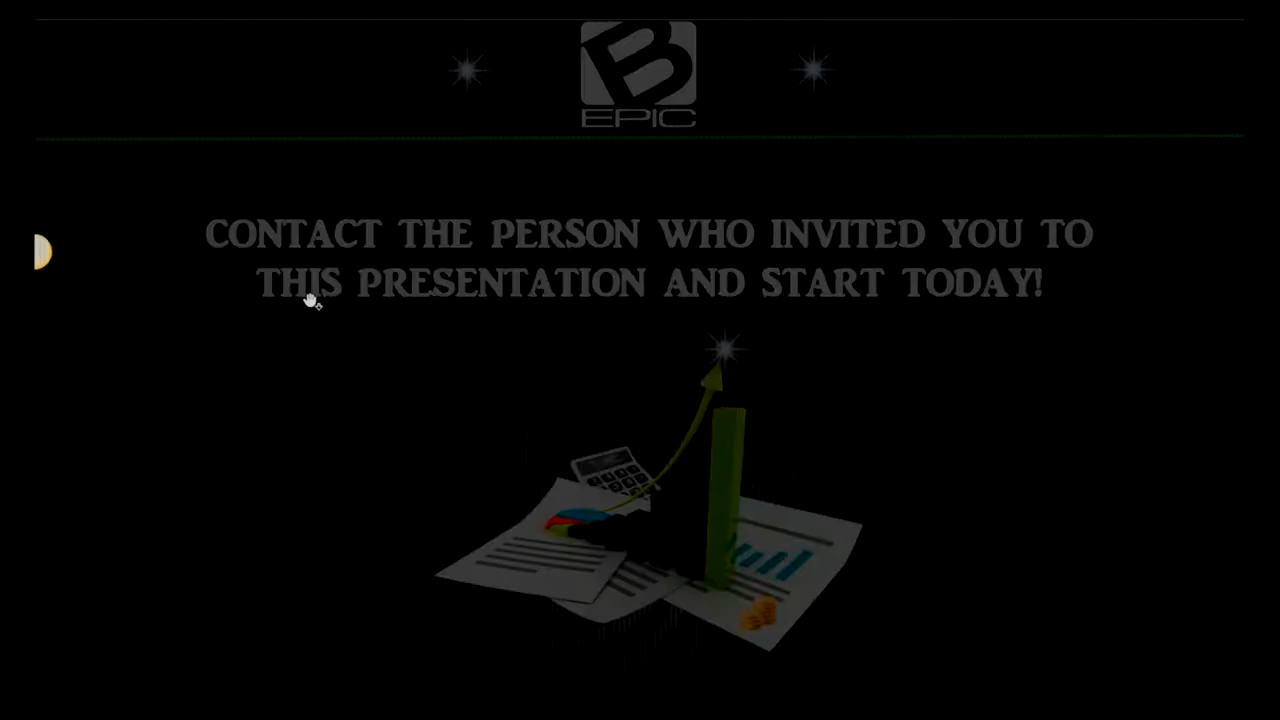 B
EPIC
CONTACT THE PERSON WHO INVITED YOU TO
THIS PRESENTATION AND START TODAY!